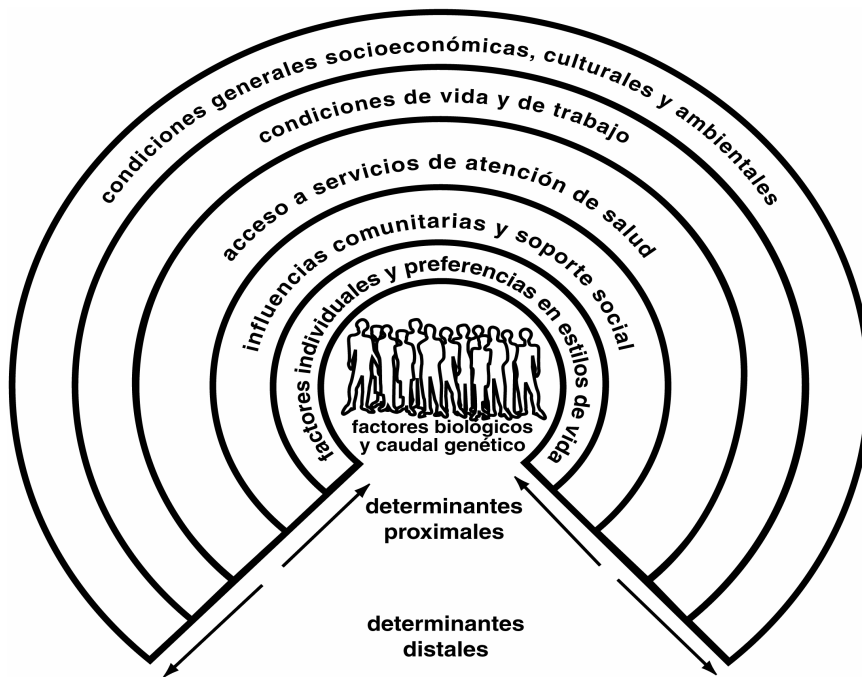 condiciones generales socioeconómicas, culturales y ambientales
condiciones de vida y de trabajo
acceso a servicios de atención de salud
influencias comunitarias y soporte social
factores individuales y preferencias en estilos de vida
factores biológicos
y caudal genético
determinantes
proximales
determinantes
distales